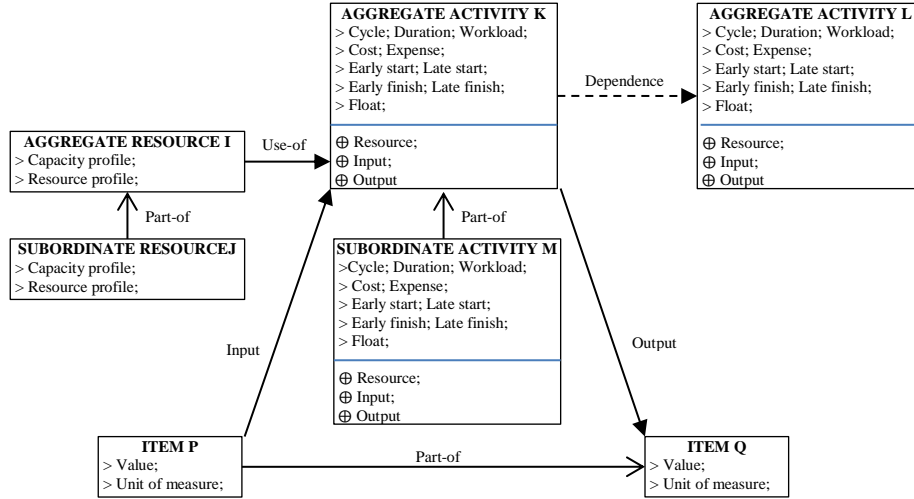 AGGREGATE ACTIVITY K
> Cycle; Duration; Workload;
> Cost; Expense;
> Early start; Late start;
> Early finish; Late finish;
> Float;
⊕ Resource;
⊕ Input;
⊕ Output
Dependence
AGGREGATE ACTIVITY L
> Cycle; Duration; Workload;
> Cost; Expense;
> Early start; Late start;
> Early finish; Late finish;
> Float;
⊕ Resource;
⊕ Input;
⊕ Output
AGGREGATE RESOURCE I
> Capacity profile;
> Resource profile;
Use-of
Part-of
SUBORDINATE RESOURCEJ
> Capacity profile;
> Resource profile;
Part-of
SUBORDINATE ACTIVITY M
>Cycle; Duration; Workload;
> Cost; Expense;
> Early start; Late start;
> Early finish; Late finish;
> Float;
⊕ Resource;
⊕ Input;
⊕ Output
Input
Output
ITEM P
> Value;
> Unit of measure;
Part-of
ITEM Q
> Value;
> Unit of measure;